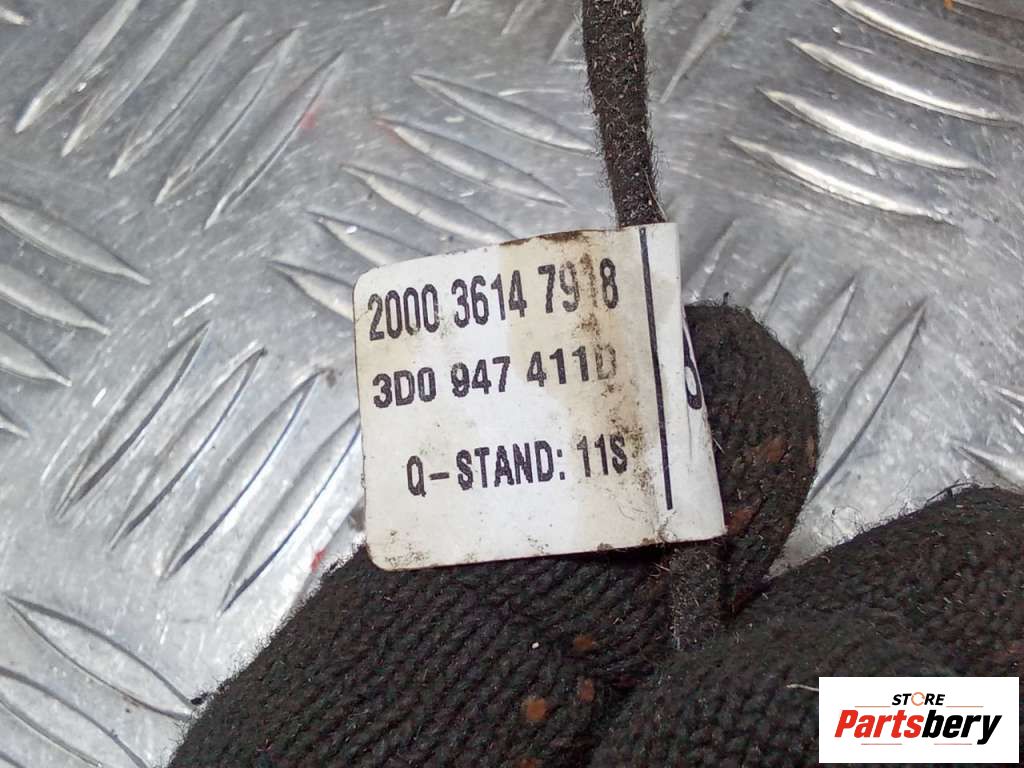 2000 3614 7918
3D0 947 411D
Q-STAND: 11S
STORE
Partsbery